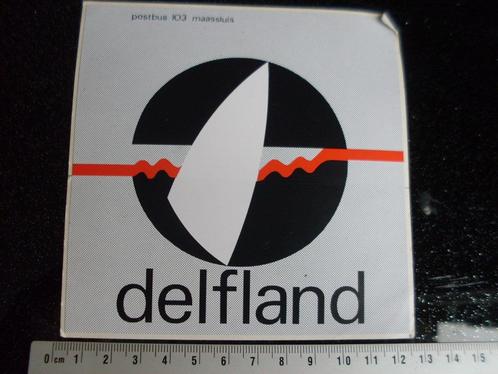 postbus 103 maassluis
delfland
0 cm 1 2 3 4 5 6 7 8 9 10 11 12 13 14 15